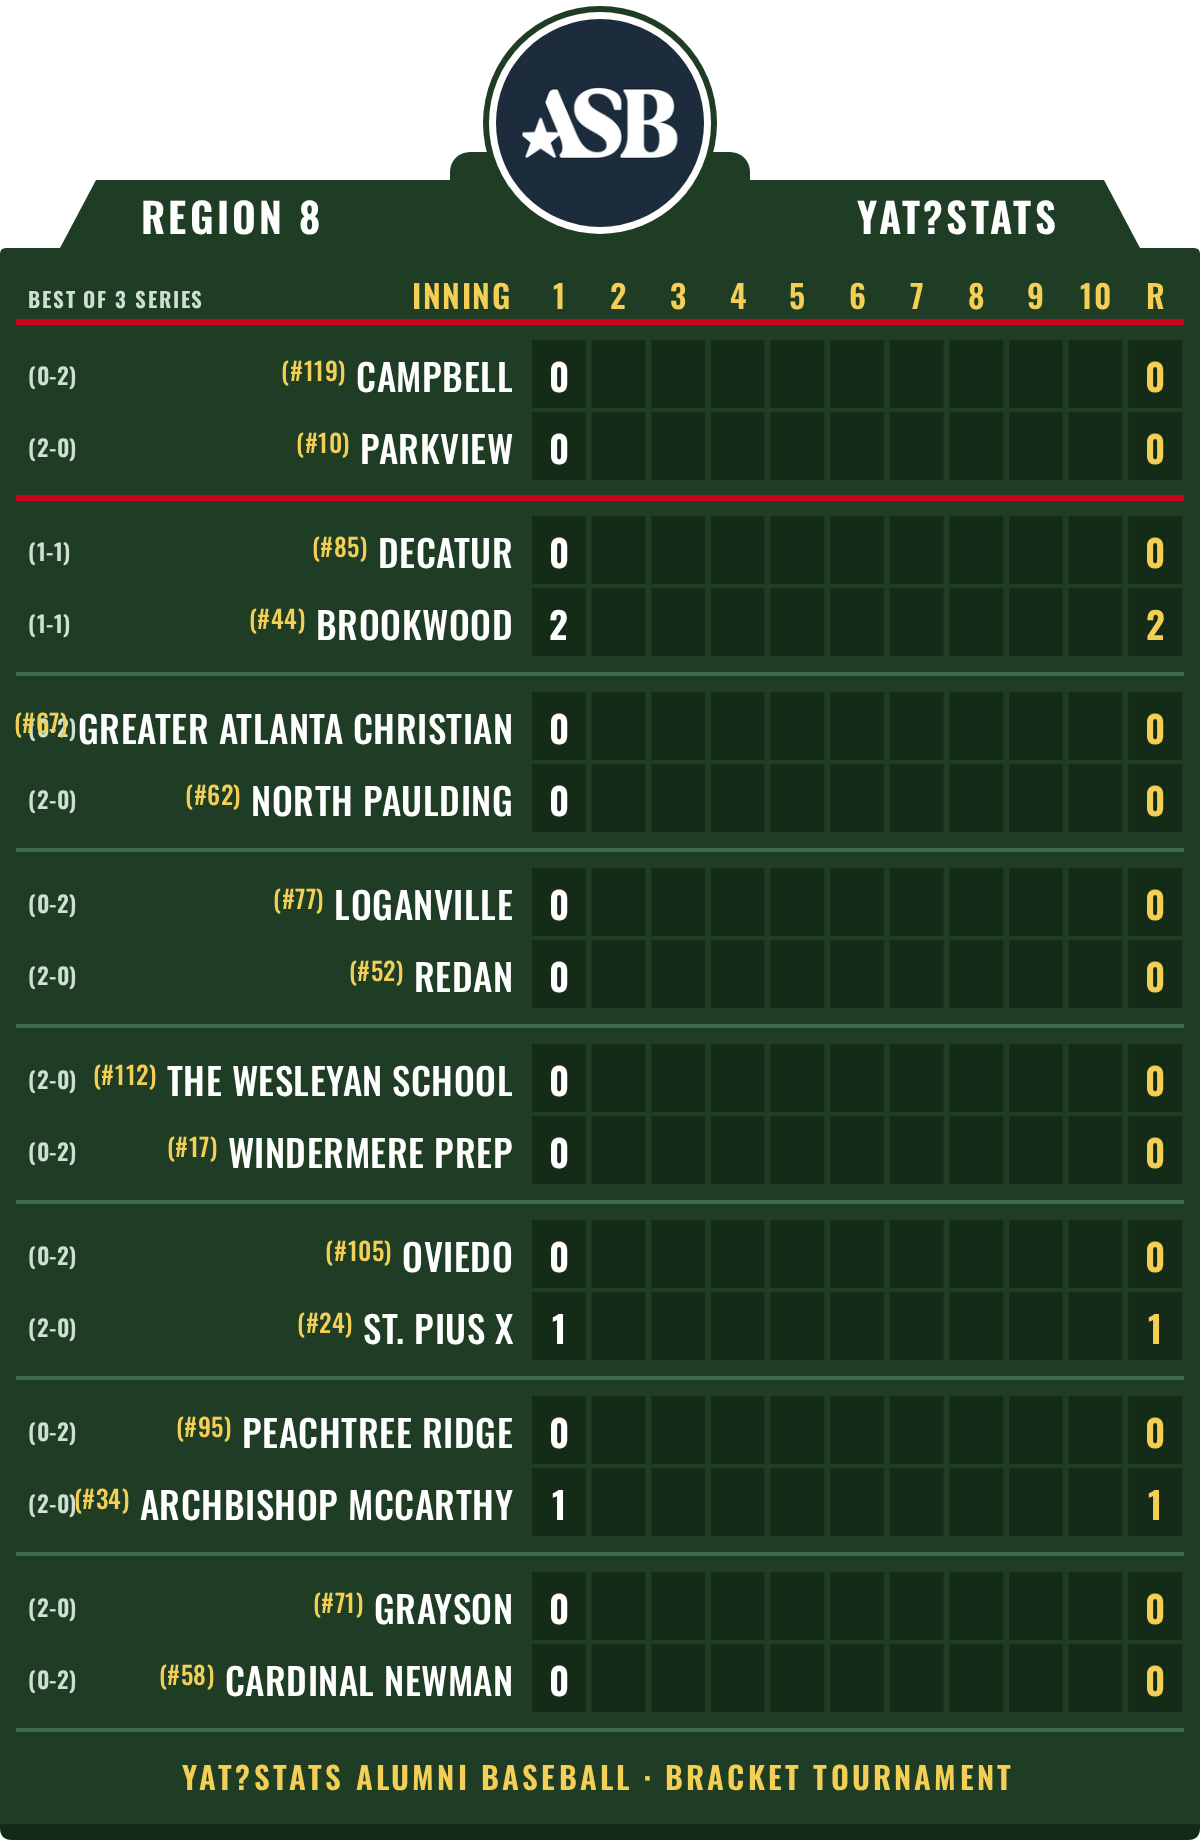 ASB
REGION 8 YAT?STATS
BEST OF 3 SERIES INNING 1 2 3 4 5 6 7 8 9 10 R
(0-2) (#119) CAMPBELL 0 0
(2-0) (#10) PARKVIEW 0 0
(1-1) (#85) DECATUR 0 0
(1-1) (#44) BROOKWOOD 2 2
(0-2) (#67) GREATER ATLANTA CHRISTIAN 0 0
(2-0) (#62) NORTH PAULDING 0 0
(0-2) (#77) LOGANVILLE 0 0
(2-0) (#52) REDAN 0 0
(2-0) (#112) THE WESLEYAN SCHOOL 0 0
(0-2) (#17) WINDERMERE PREP 0 0
(0-2) (#105) OVIEDO 0 0
(2-0) (#24) ST. PIUS X 1 1
(0-2) (#95) PEACHTREE RIDGE 0 0
(2-0) (#34) ARCHBISHOP MCCARTHY 1 1
(2-0) (#71) GRAYSON 0 0
(0-2) (#58) CARDINAL NEWMAN 0 0
YAT?STATS ALUMNI BASEBALL · BRACKET TOURNAMENT